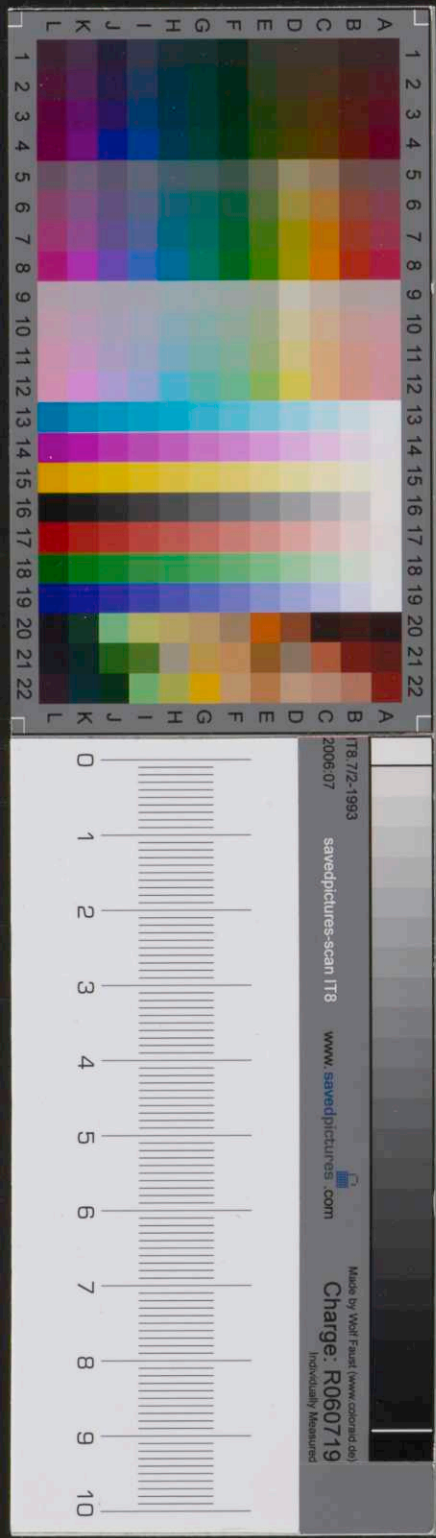 L K J I H G F E D C B A
1 2 3 4 5 6 7 8 9 10 11 12 13 14 15 16 17 18 19 20 21 22
1 2 3 4 5 6 7 8 9 10 11 12 13 14 15 16 17 18 19 20 21 22
L K J I H G F E D C B A
IT8.7/2-1993
2006:07
savedpictures-scan IT8
www.savedpictures.com
Made by Wolf Faust (www.coloraid.de)
Charge: R060719
Individually Measured
0 1 2 3 4 5 6 7 8 9 10